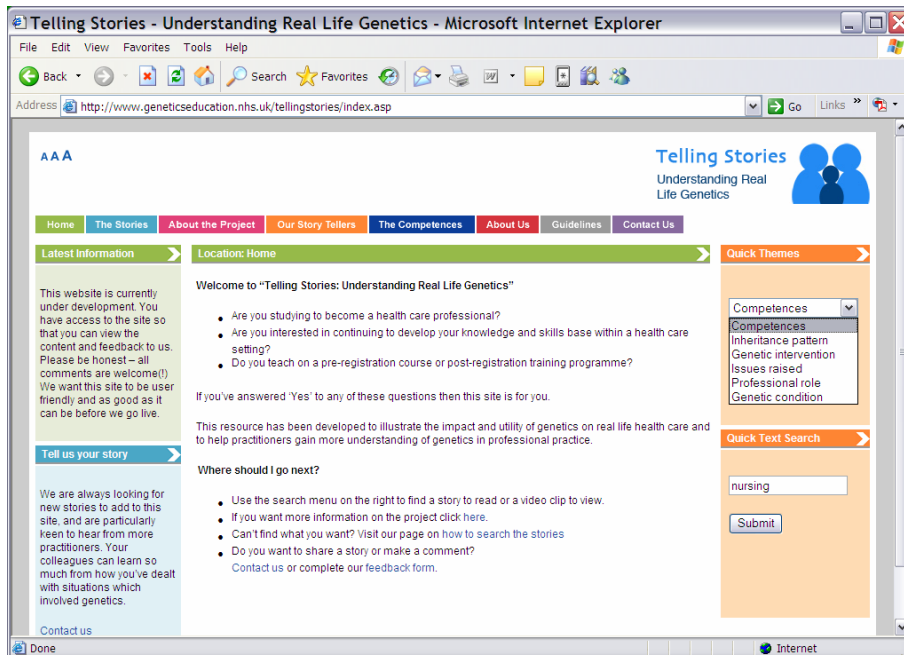 Telling Stories - Understanding Real Life Genetics - Microsoft Internet Explorer
File Edit View Favorites Tools Help
Back Search Favorites
Address http://www.geneticseducation.nhs.uk/tellingstories/index.asp Go Links »
A A A
Telling Stories
Understanding Real
Life Genetics
Home The Stories About the Project Our Story Tellers The Competences About Us Guidelines Contact Us
Latest Information
This website is currently
under development. You
have access to the site so
that you can view the
content and feedback to us.
Please be honest – all
comments are welcome(!)
We want this site to be user
friendly and as good as it
can be before we go live.
Tell us your story
We are always looking for
new stories to add to this
site, and are particularly
keen to hear from more
practitioners. Your
colleagues can learn so
much from how you've dealt
with situations which
involved genetics.
Contact us
Location: Home
Welcome to "Telling Stories: Understanding Real Life Genetics"
• Are you studying to become a health care professional?
• Are you interested in continuing to develop your knowledge and skills base within a health care
setting?
• Do you teach on a pre-registration course or post-registration training programme?
If you've answered 'Yes' to any of these questions then this site is for you.
This resource has been developed to illustrate the impact and utility of genetics on real life health care and
to help practitioners gain more understanding of genetics in professional practice.
Where should I go next?
• Use the search menu on the right to find a story to read or a video clip to view.
• If you want more information on the project click here.
• Can't find what you want? Visit our page on how to search the stories
• Do you want to share a story or make a comment?
Contact us or complete our feedback form.
Quick Themes
Competences
Competences
Inheritance pattern
Genetic intervention
Issues raised
Professional role
Genetic condition
Quick Text Search
nursing
Submit
Done Internet